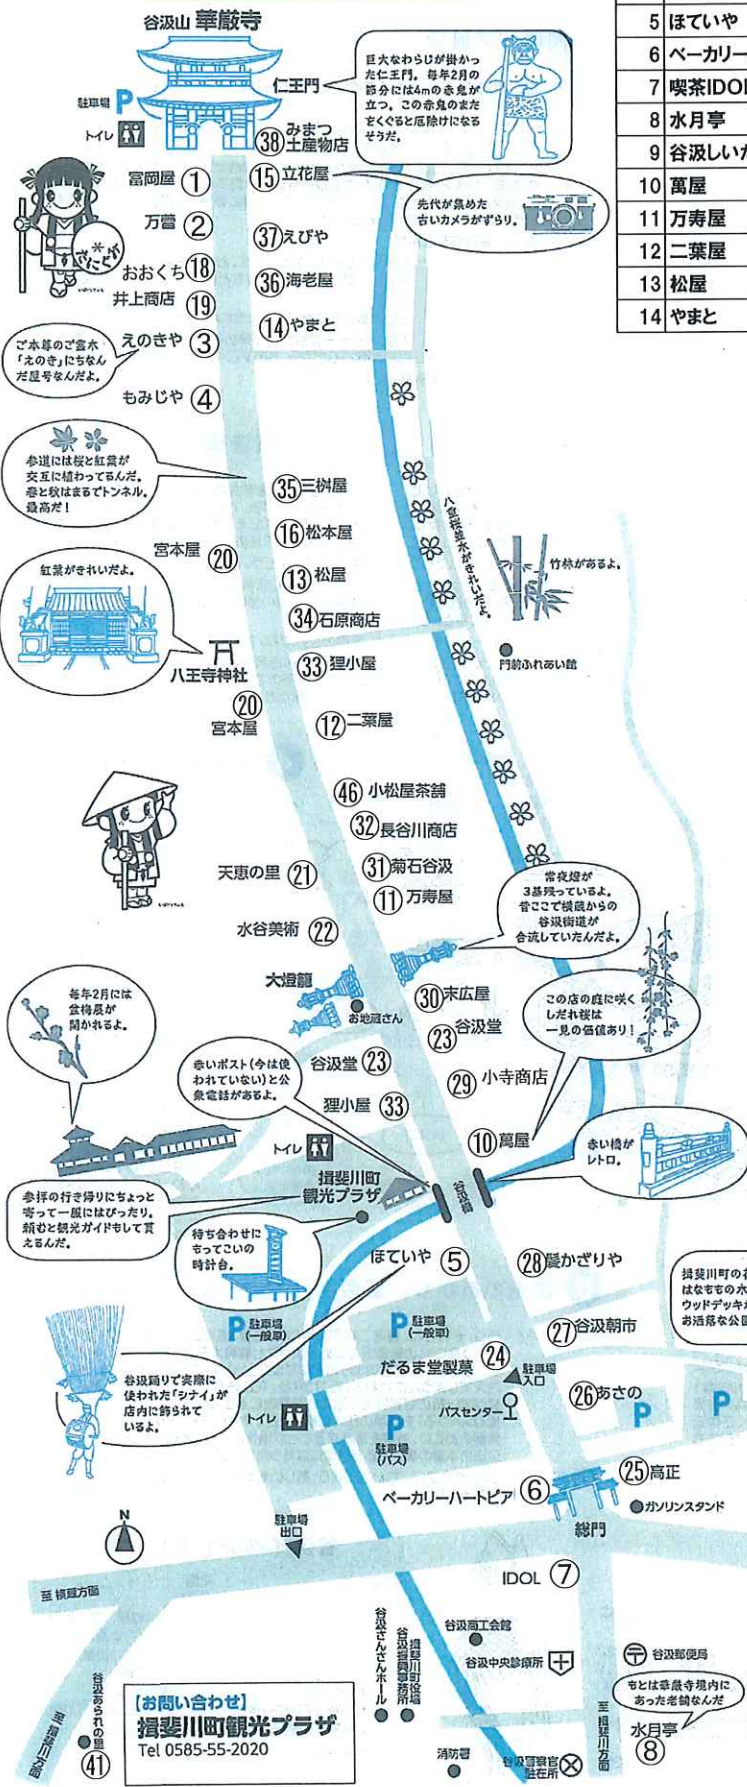 谷汲山 華厳寺
5 ほていや
6 ベーカリー
7 喫茶IDOL
8 水月亭
9 谷汲しいた
10 萬屋
11 万寿屋
12 二葉屋
13 松屋
14 やまと
仁王門
巨大なわらじが掛かっ
た仁王門。毎年2月の
節分には4mの赤鬼が
立つ。この赤鬼のまた
をくぐると厄除けになる
そうだ。
駐車場 P
トイレ
38 みまつ
土産物店
富岡屋 ①
⑮ 立花屋
先代が集めた
古いカメラがずらり。
万曽 ②
㊲ えびや
おおくち ⑱
㊱ 海老屋
井上商店 ⑲
⑭ やまと
ご本尊のご霊木
「えのき」にちなん
だ屋号なんだよ。
えのきや ③
もみじや ④
参道には桜と紅葉が
交互に植わってるんだ。
春と秋はまるでトンネル。
最高だ!
㉟ 三桝屋
⑯ 松本屋
八重桜並木がきれいだよ。
竹林があるよ。
宮本屋 ⑳
⑬ 松屋
紅葉がきれいだよ。
㉞ 石原商店
八王寺神社
㉝ 狸小屋
門前ふれあい館
⑳
宮本屋
⑫ 二葉屋
㊻ 小松屋茶舗
㉜ 長谷川商店
天恵の里 ㉑
㉛ 菊石谷汲
⑪ 万寿屋
常夜燈が
3基残っているよ。
昔ここで横蔵からの
谷汲街道が
合流していたんだよ。
水谷美術 ㉒
大燈籠
お地蔵さん
㉚ 末広屋
㉓ 谷汲堂
この店の庭に咲く
しだれ桜は
一見の価値あり!
毎年2月には
盆梅展が
開かれるよ。
赤いポスト(今は使
われていない)と公
衆電話があるよ。
谷汲堂 ㉓
㉙ 小寺商店
狸小屋 ㉝
⑩ 萬屋
赤い橋が
レトロ。
トイレ
揖斐川町
観光プラザ
谷汲橋
参拝の行き帰りにちょっと
寄って一服にはぴったり。
頼むと観光ガイドもして貰
えるんだ。
待ち合わせに
もってこいの
時計台。
ほていや ⑤
㉘ 髪かざりや
揖斐川町の花
はなももの木
ウッドデッキ
お洒落な公園
P 駐車場
(一般車)
P 駐車場
(一般車)
㉗ 谷汲朝市
だるま堂製菓 ㉔
駐車場
入口
谷汲踊りで実際に
使われた「シナイ」が
店内に飾られて
いるよ。
トイレ
バスセンター
㉖ あさの
P
P
P
駐車場
(バス)
ベーカリーハートピア ⑥
㉕ 高正
ガソリンスタンド
総門
N
駐車場
出口
IDOL ⑦
至 横蔵方面
谷汲商工会館
谷汲さんさんホール
揖斐川町役場
谷汲振興事務所
谷汲中央診療所
谷汲郵便局
もとは華厳寺境内に
あった老舗なんだ
至 揖斐川方面
谷汲あられの里
㊶
【お問い合わせ】
揖斐川町観光プラザ
Tel 0585-55-2020
消防署
谷汲警察官
駐在所
至 揖斐川方面
水月亭
⑧